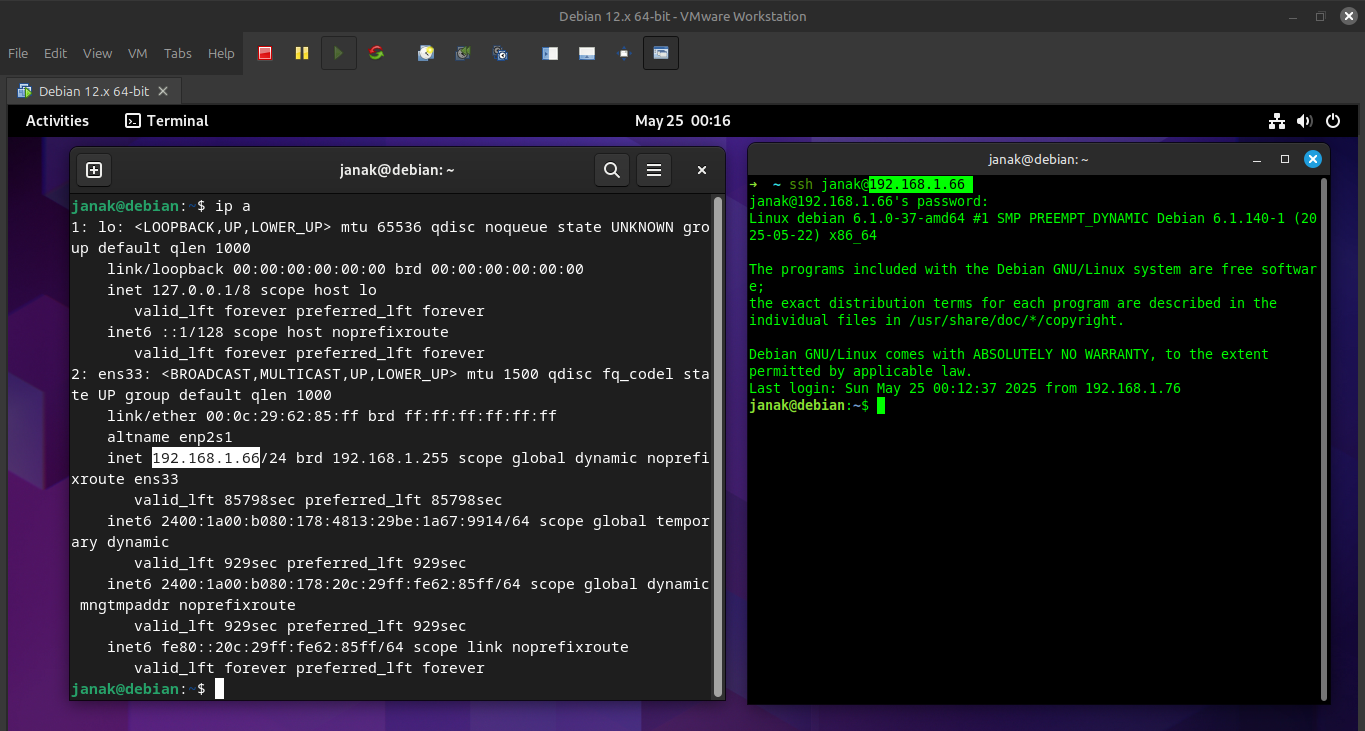 Debian 12.x 64-bit - VMware Workstation
File Edit View VM Tabs Help
Debian 12.x 64-bit
Activities Terminal May 25 00:16
janak@debian: ~
janak@debian:~$ ip a
1: lo: <LOOPBACK,UP,LOWER_UP> mtu 65536 qdisc noqueue state UNKNOWN gro
up default qlen 1000
    link/loopback 00:00:00:00:00:00 brd 00:00:00:00:00:00
    inet 127.0.0.1/8 scope host lo
       valid_lft forever preferred_lft forever
    inet6 ::1/128 scope host noprefixroute
       valid_lft forever preferred_lft forever
2: ens33: <BROADCAST,MULTICAST,UP,LOWER_UP> mtu 1500 qdisc fq_codel sta
te UP group default qlen 1000
    link/ether 00:0c:29:62:85:ff brd ff:ff:ff:ff:ff:ff
    altname enp2s1
    inet 192.168.1.66/24 brd 192.168.1.255 scope global dynamic noprefi
xroute ens33
       valid_lft 85798sec preferred_lft 85798sec
    inet6 2400:1a00:b080:178:4813:29be:1a67:9914/64 scope global tempor
ary dynamic
       valid_lft 929sec preferred_lft 929sec
    inet6 2400:1a00:b080:178:20c:29ff:fe62:85ff/64 scope global dynamic
 mngtmpaddr noprefixroute
       valid_lft 929sec preferred_lft 929sec
    inet6 fe80::20c:29ff:fe62:85ff/64 scope link noprefixroute
       valid_lft forever preferred_lft forever
janak@debian:~$
janak@debian: ~
➜  ~ ssh janak@192.168.1.66
janak@192.168.1.66's password:
Linux debian 6.1.0-37-amd64 #1 SMP PREEMPT_DYNAMIC Debian 6.1.140-1 (20
25-05-22) x86_64
The programs included with the Debian GNU/Linux system are free softwar
e;
the exact distribution terms for each program are described in the
individual files in /usr/share/doc/*/copyright.
Debian GNU/Linux comes with ABSOLUTELY NO WARRANTY, to the extent
permitted by applicable law.
Last login: Sun May 25 00:12:37 2025 from 192.168.1.76
janak@debian:~$